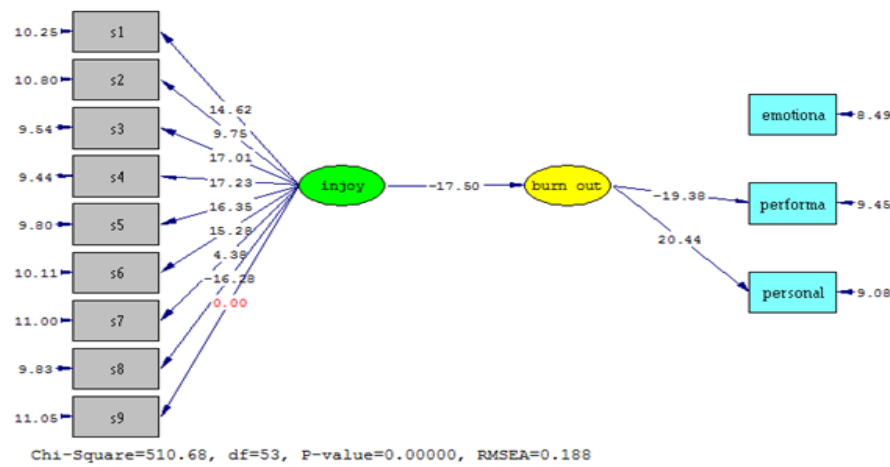 10.25 s1
10.80 s2
9.54 s3
9.44 s4
9.80 s5
10.11 s6
11.00 s7
9.83 s8
11.05 s9
14.62
9.75
17.01
17.23
16.35
15.28
4.38
-16.28
0.00
injoy
-17.50
burn out
-19.38
20.44
emotiona 8.49
performa 9.45
personal 9.08
Chi-Square=510.68, df=53, P-value=0.00000, RMSEA=0.188